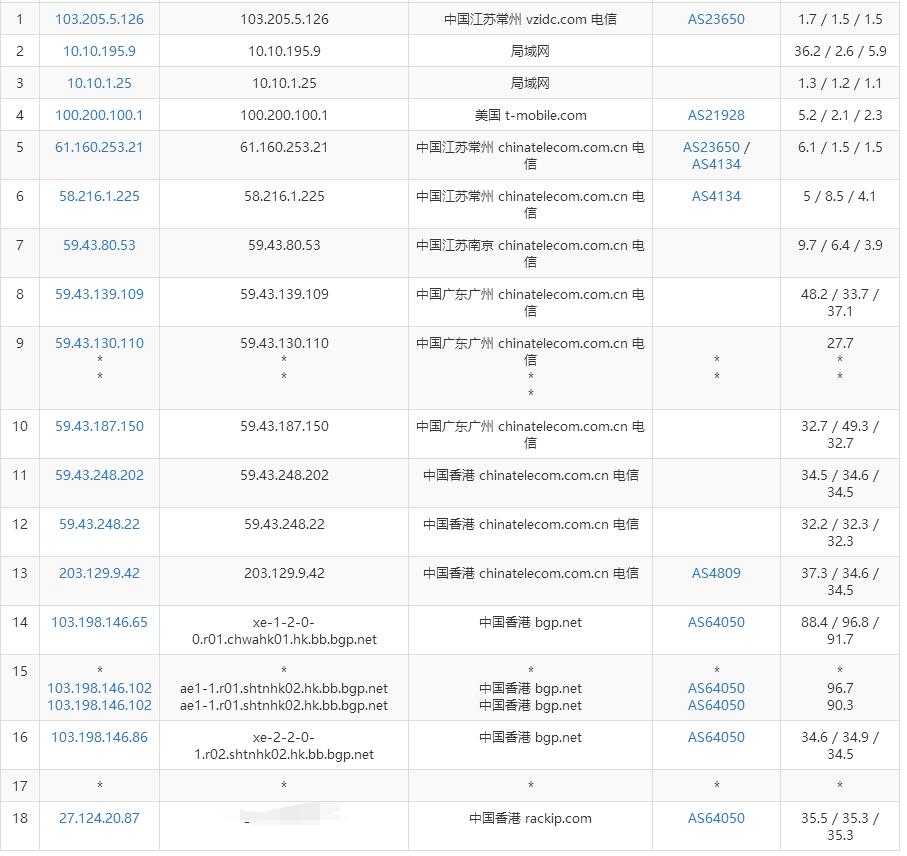 1 103.205.5.126 103.205.5.126 中国江苏常州 vzidc.com 电信 AS23650 1.7 / 1.5 / 1.5
2 10.10.195.9 10.10.195.9 局域网 36.2 / 2.6 / 5.9
3 10.10.1.25 10.10.1.25 局域网 1.3 / 1.2 / 1.1
4 100.200.100.1 100.200.100.1 美国 t-mobile.com AS21928 5.2 / 2.1 / 2.3
5 61.160.253.21 61.160.253.21 中国江苏常州 chinatelecom.com.cn 电 AS23650 / 6.1 / 1.5 / 1.5
信 AS4134
6 58.216.1.225 58.216.1.225 中国江苏常州 chinatelecom.com.cn 电 AS4134 5 / 8.5 / 4.1
信
7 59.43.80.53 59.43.80.53 中国江苏南京 chinatelecom.com.cn 电 9.7 / 6.4 / 3.9
信
8 59.43.139.109 59.43.139.109 中国广东广州 chinatelecom.com.cn 电 48.2 / 33.7 /
信 37.1
9 59.43.130.110 59.43.130.110 中国广东广州 chinatelecom.com.cn 电 27.7
* * 信 * *
* * * * *
*
10 59.43.187.150 59.43.187.150 中国广东广州 chinatelecom.com.cn 电 32.7 / 49.3 /
信 32.7
11 59.43.248.202 59.43.248.202 中国香港 chinatelecom.com.cn 电信 34.5 / 34.6 /
34.5
12 59.43.248.22 59.43.248.22 中国香港 chinatelecom.com.cn 电信 32.2 / 32.3 /
32.3
13 203.129.9.42 203.129.9.42 中国香港 chinatelecom.com.cn 电信 AS4809 37.3 / 34.6 /
34.5
14 103.198.146.65 xe-1-2-0- 中国香港 bgp.net AS64050 88.4 / 96.8 /
0.r01.chwahk01.hk.bb.bgp.net 91.7
15 * * * * *
103.198.146.102 ae1-1.r01.shtnhk02.hk.bb.bgp.net 中国香港 bgp.net AS64050 96.7
103.198.146.102 ae1-1.r01.shtnhk02.hk.bb.bgp.net 中国香港 bgp.net AS64050 90.3
16 103.198.146.86 xe-2-2-0- 中国香港 bgp.net AS64050 34.6 / 34.9 /
1.r02.shtnhk02.hk.bb.bgp.net 34.5
17 * * * * *
18 27.124.20.87 中国香港 rackip.com AS64050 35.5 / 35.3 /
35.3